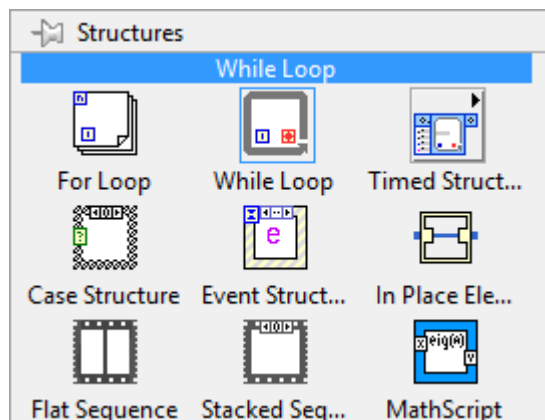 Structures
While Loop
For Loop
While Loop
Timed Struct...
Case Structure
Event Struct...
In Place Ele...
eig(A)
Flat Sequence
Stacked Seq...
MathScript